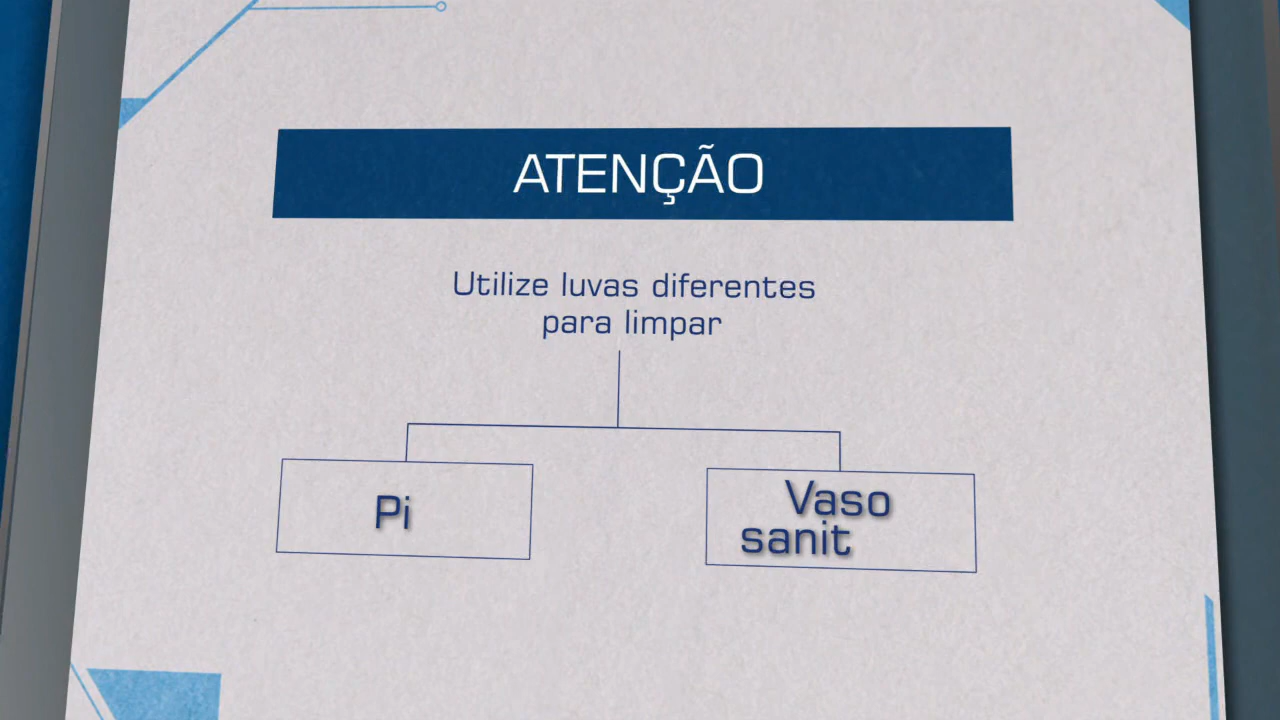 ATENÇÃO
Utilize luvas diferentes
para limpar
Pi
Vaso
sanit